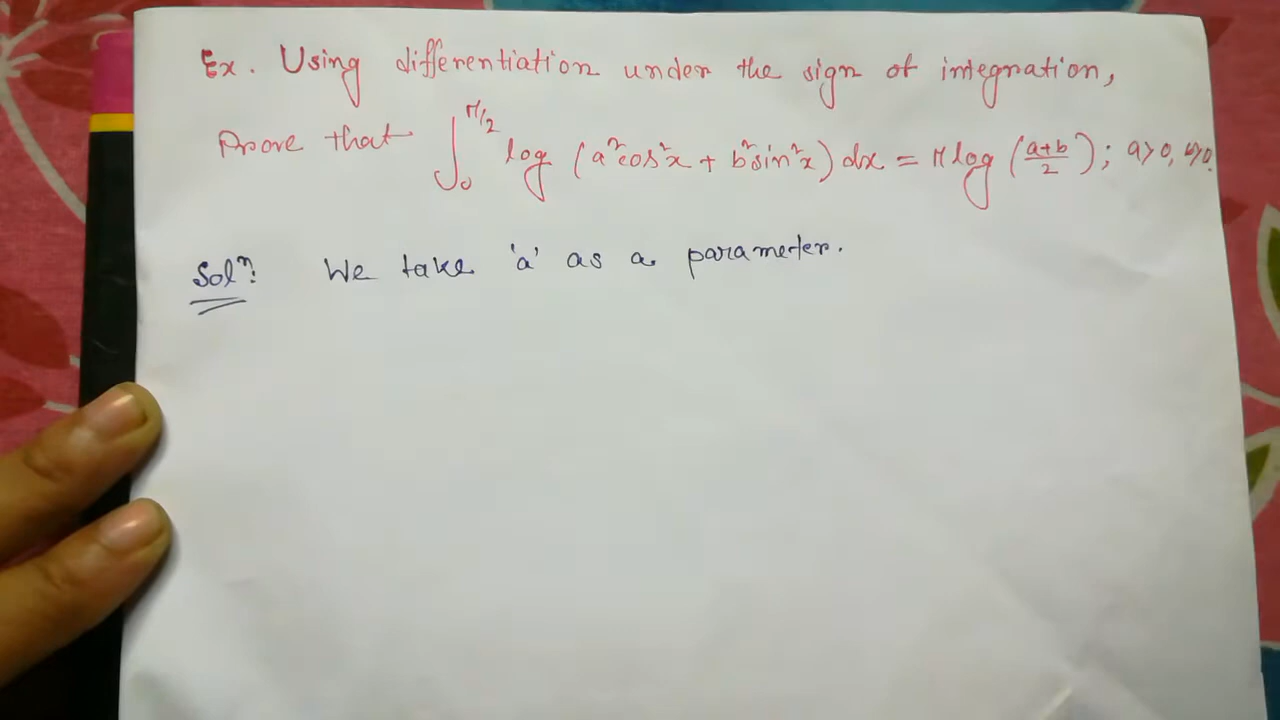 Ex. Using differentiation under the sign of integration,
Prove that ∫₀^{π/2} log (a²cos²x + b²sin²x) dx = π log (a+b/2); a>0, b>0.
Solⁿ: We take 'a' as a parameter.